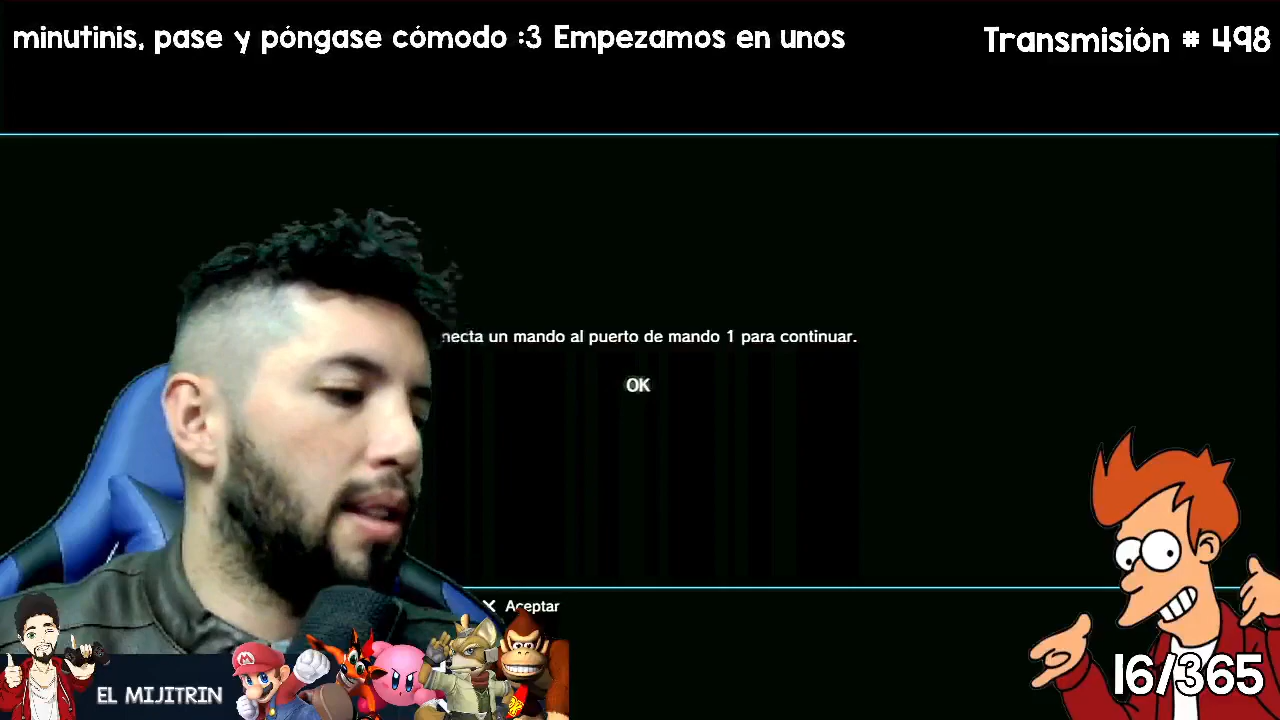 minutinis, pase y póngase cómodo :3 Empezamos en unos
Transmisión # 498
necta un mando al puerto de mando 1 para continuar.
OK
Aceptar
EL MIJITRIN
16/365